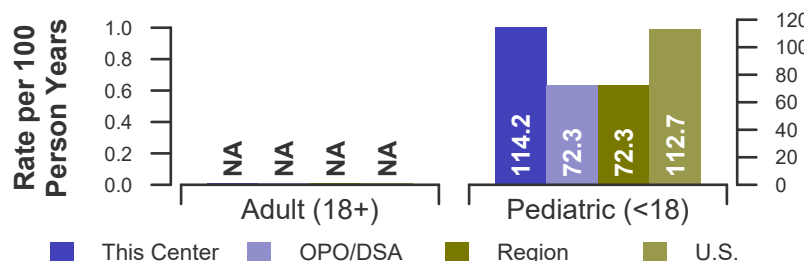 Rate per 100
Person Years
1.0
0.8
0.6
0.4
0.2
0.0
NA NA NA NA
114.2 72.3 72.3 112.7
120
100
80
60
40
20
0
Adult (18+) Pediatric (<18)
This Center OPO/DSA Region U.S.